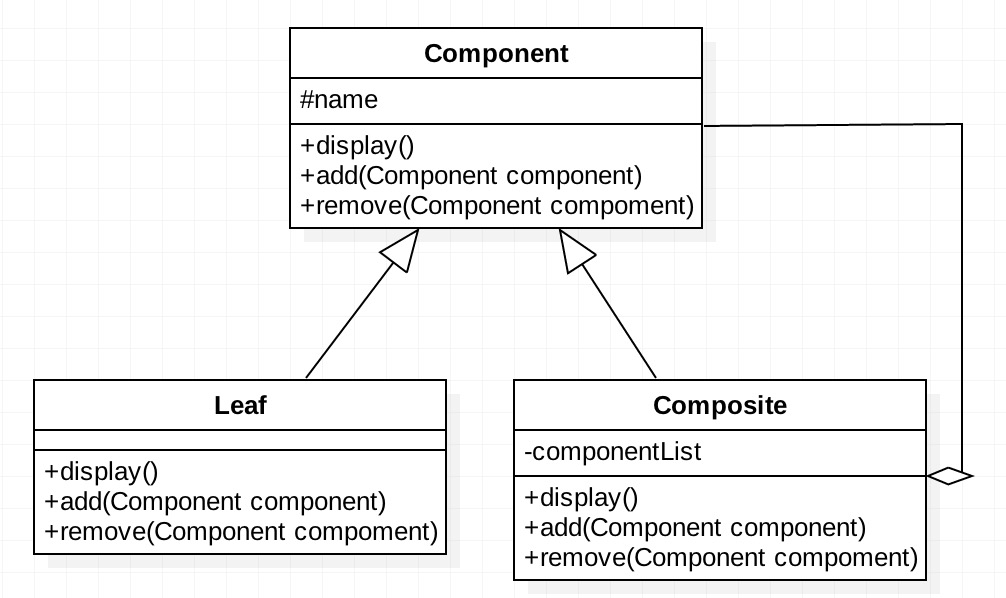 Component
#name
+display()
+add(Component component)
+remove(Component compoment)
Leaf
+display()
+add(Component component)
+remove(Component compoment)
Composite
-componentList
+display()
+add(Component component)
+remove(Component compoment)